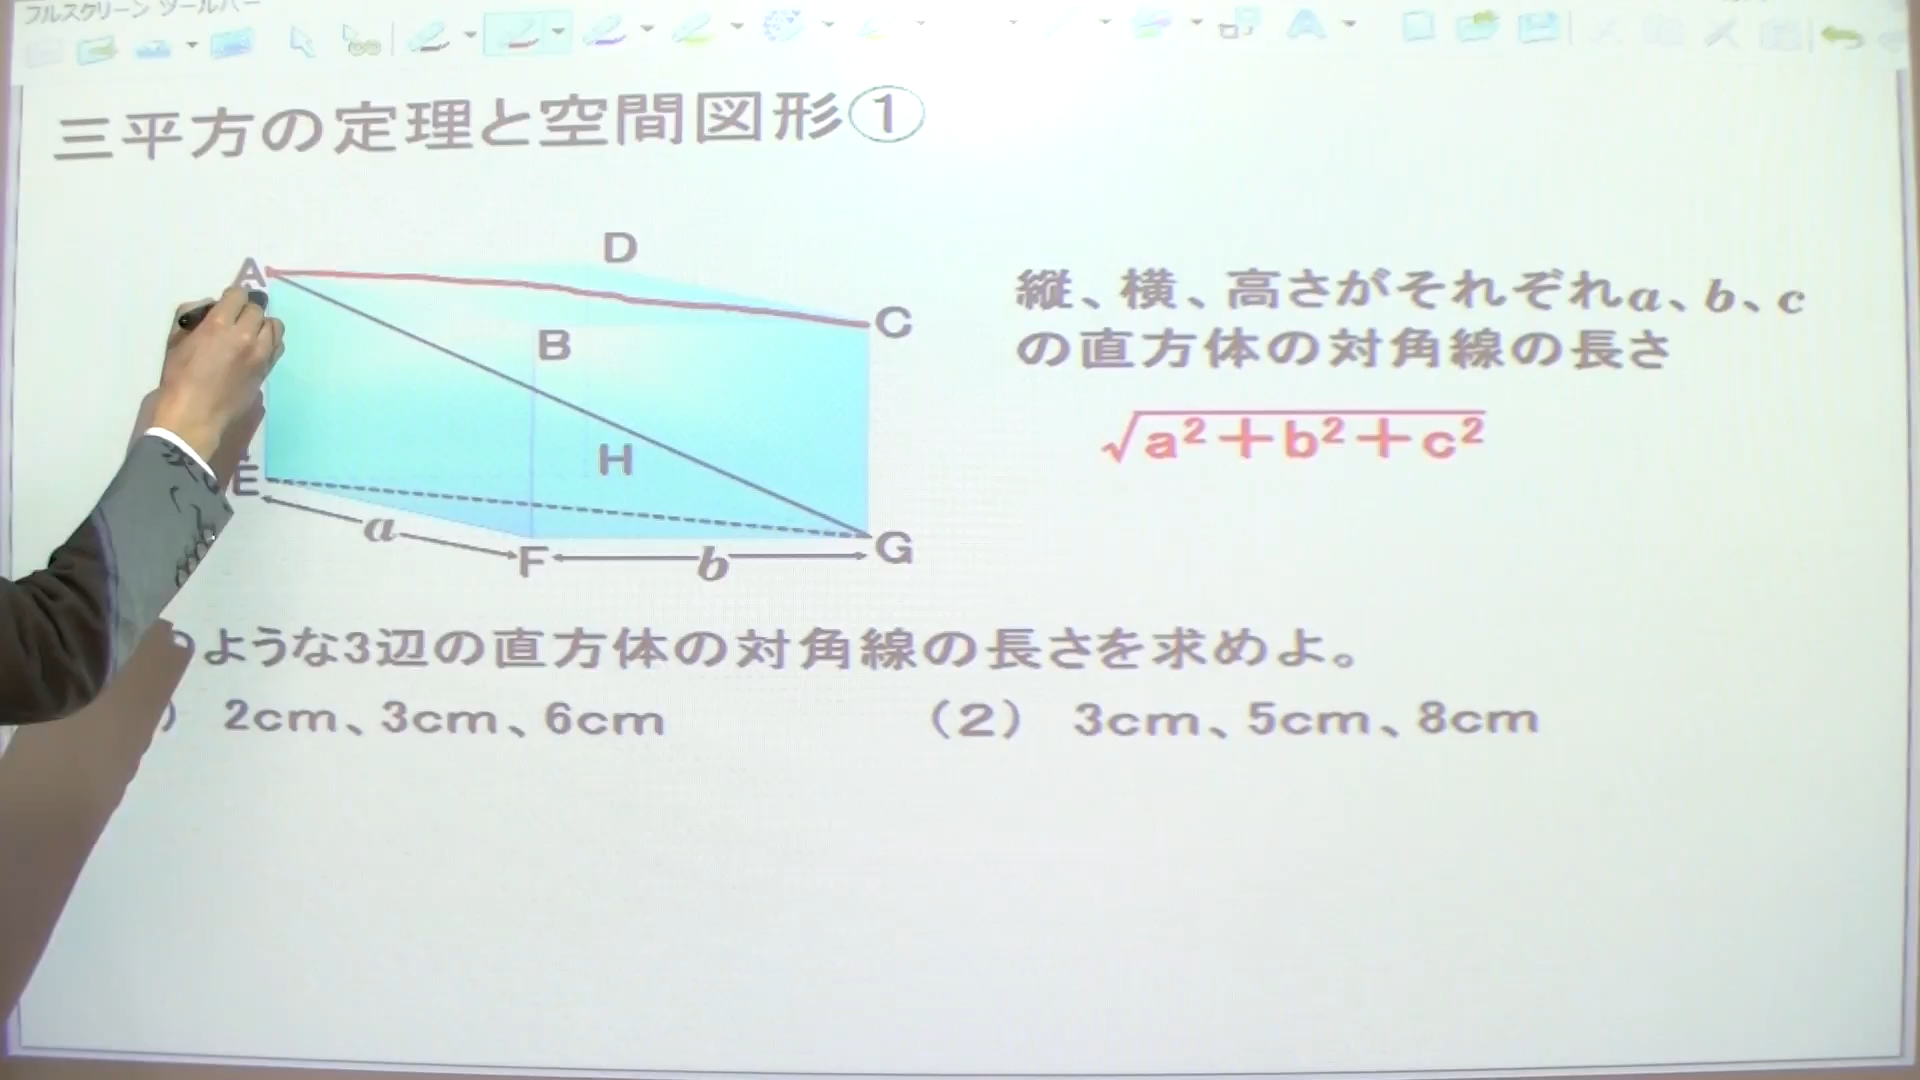 フルスクリーン ツールバー
三平方の定理と空間図形①
D
A
C
B
H
E
a
F
b
G
縦、横、高さがそれぞれa、b、c
の直方体の対角線の長さ
√a²＋b²＋c²
のような3辺の直方体の対角線の長さを求めよ。
） 2cm、3cm、6cm
（2） 3cm、5cm、8cm